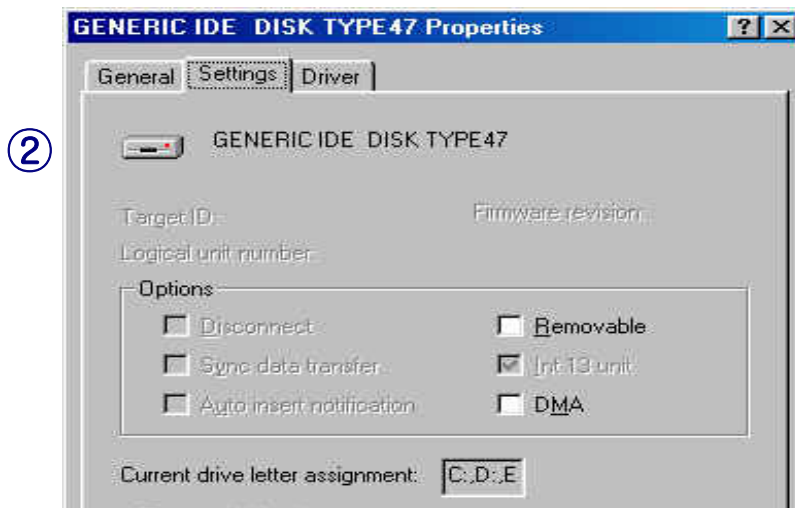 GENERIC IDE DISK TYPE47 Properties ? ×
General Settings Driver
②
GENERIC IDE DISK TYPE47
Target ID: Firmware revision:
Logical unit number:
Options
Disconnect Removable
Sync data transfer Int 13 unit
Auto insert notification DMA
Current drive letter assignment: C:,D:,E